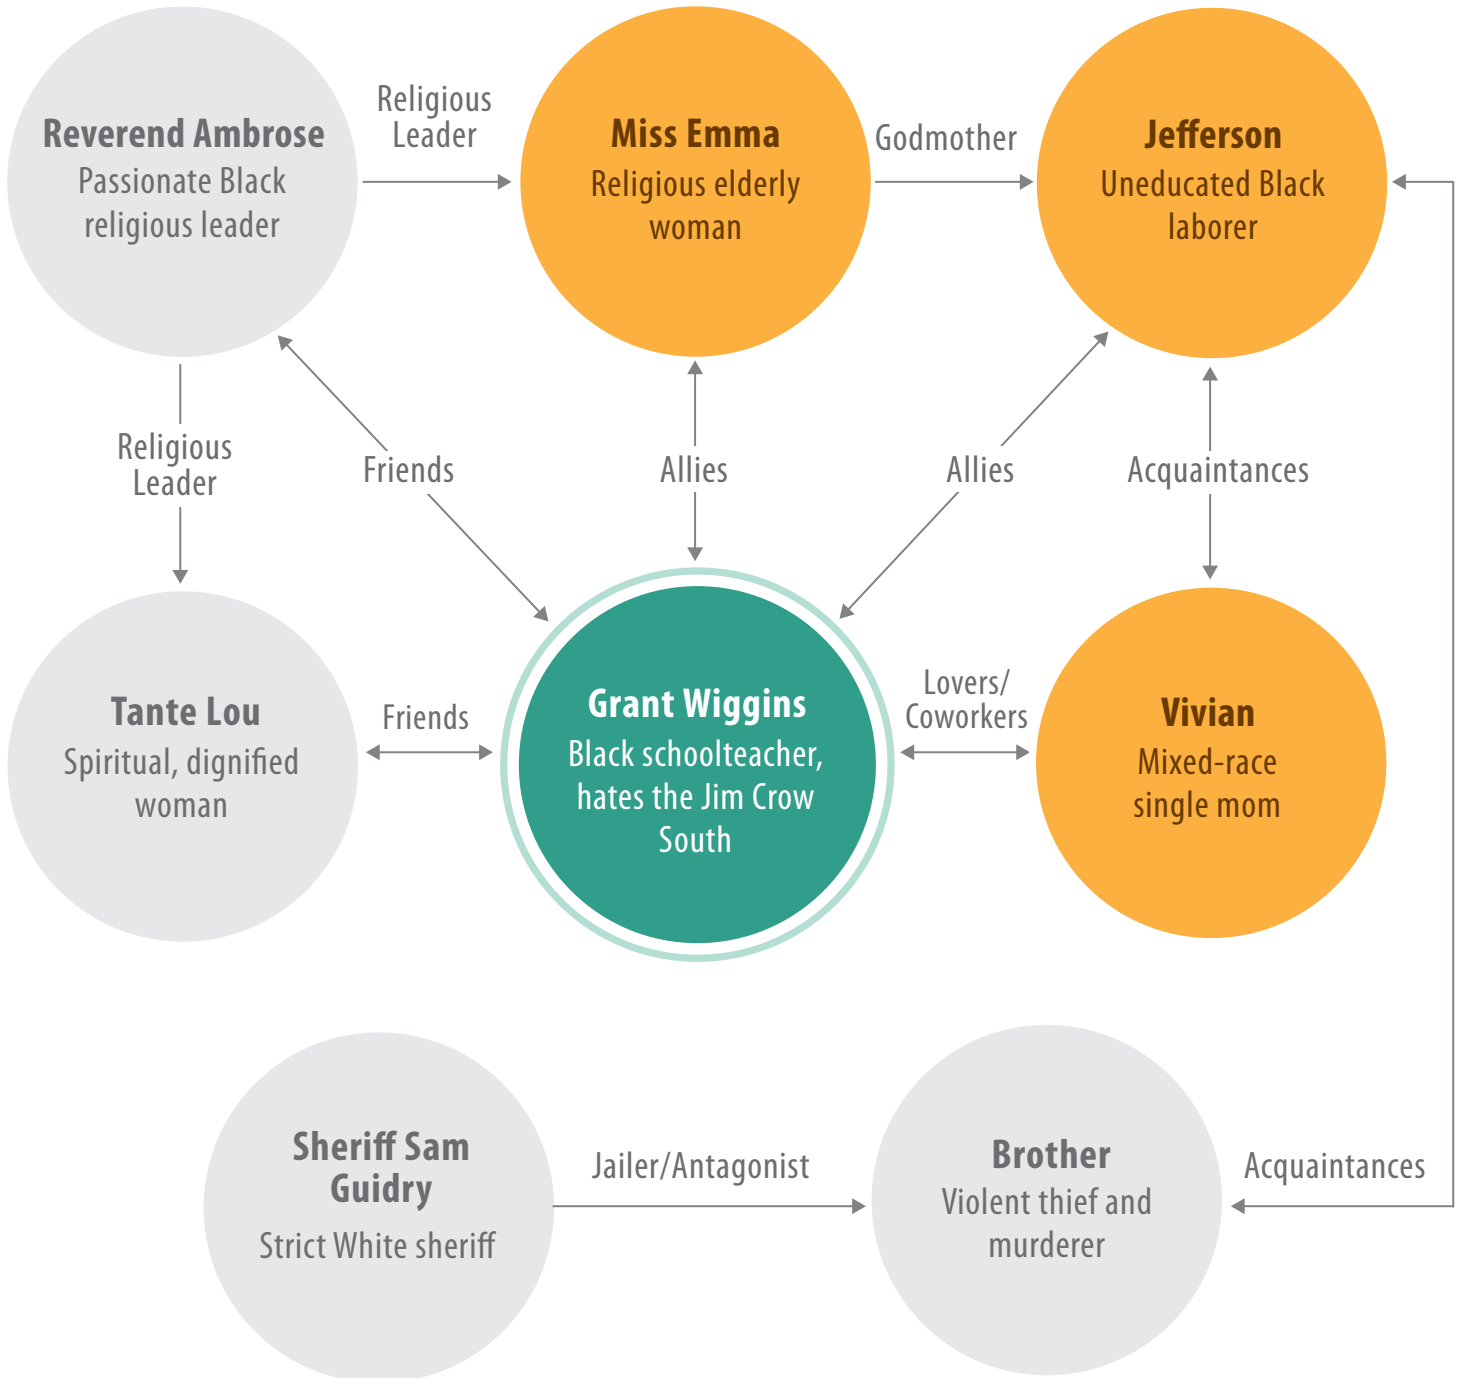 Reverend Ambrose
Passionate Black
religious leader
Religious
Leader
Miss Emma
Religious elderly
woman
Godmother
Jefferson
Uneducated Black
laborer
Religious
Leader
Friends
Allies
Allies
Acquaintances
Tante Lou
Spiritual, dignified
woman
Friends
Grant Wiggins
Black schoolteacher,
hates the Jim Crow
South
Lovers/
Coworkers
Vivian
Mixed-race
single mom
Sheriff Sam
Guidry
Strict White sheriff
Jailer/Antagonist
Brother
Violent thief and
murderer
Acquaintances